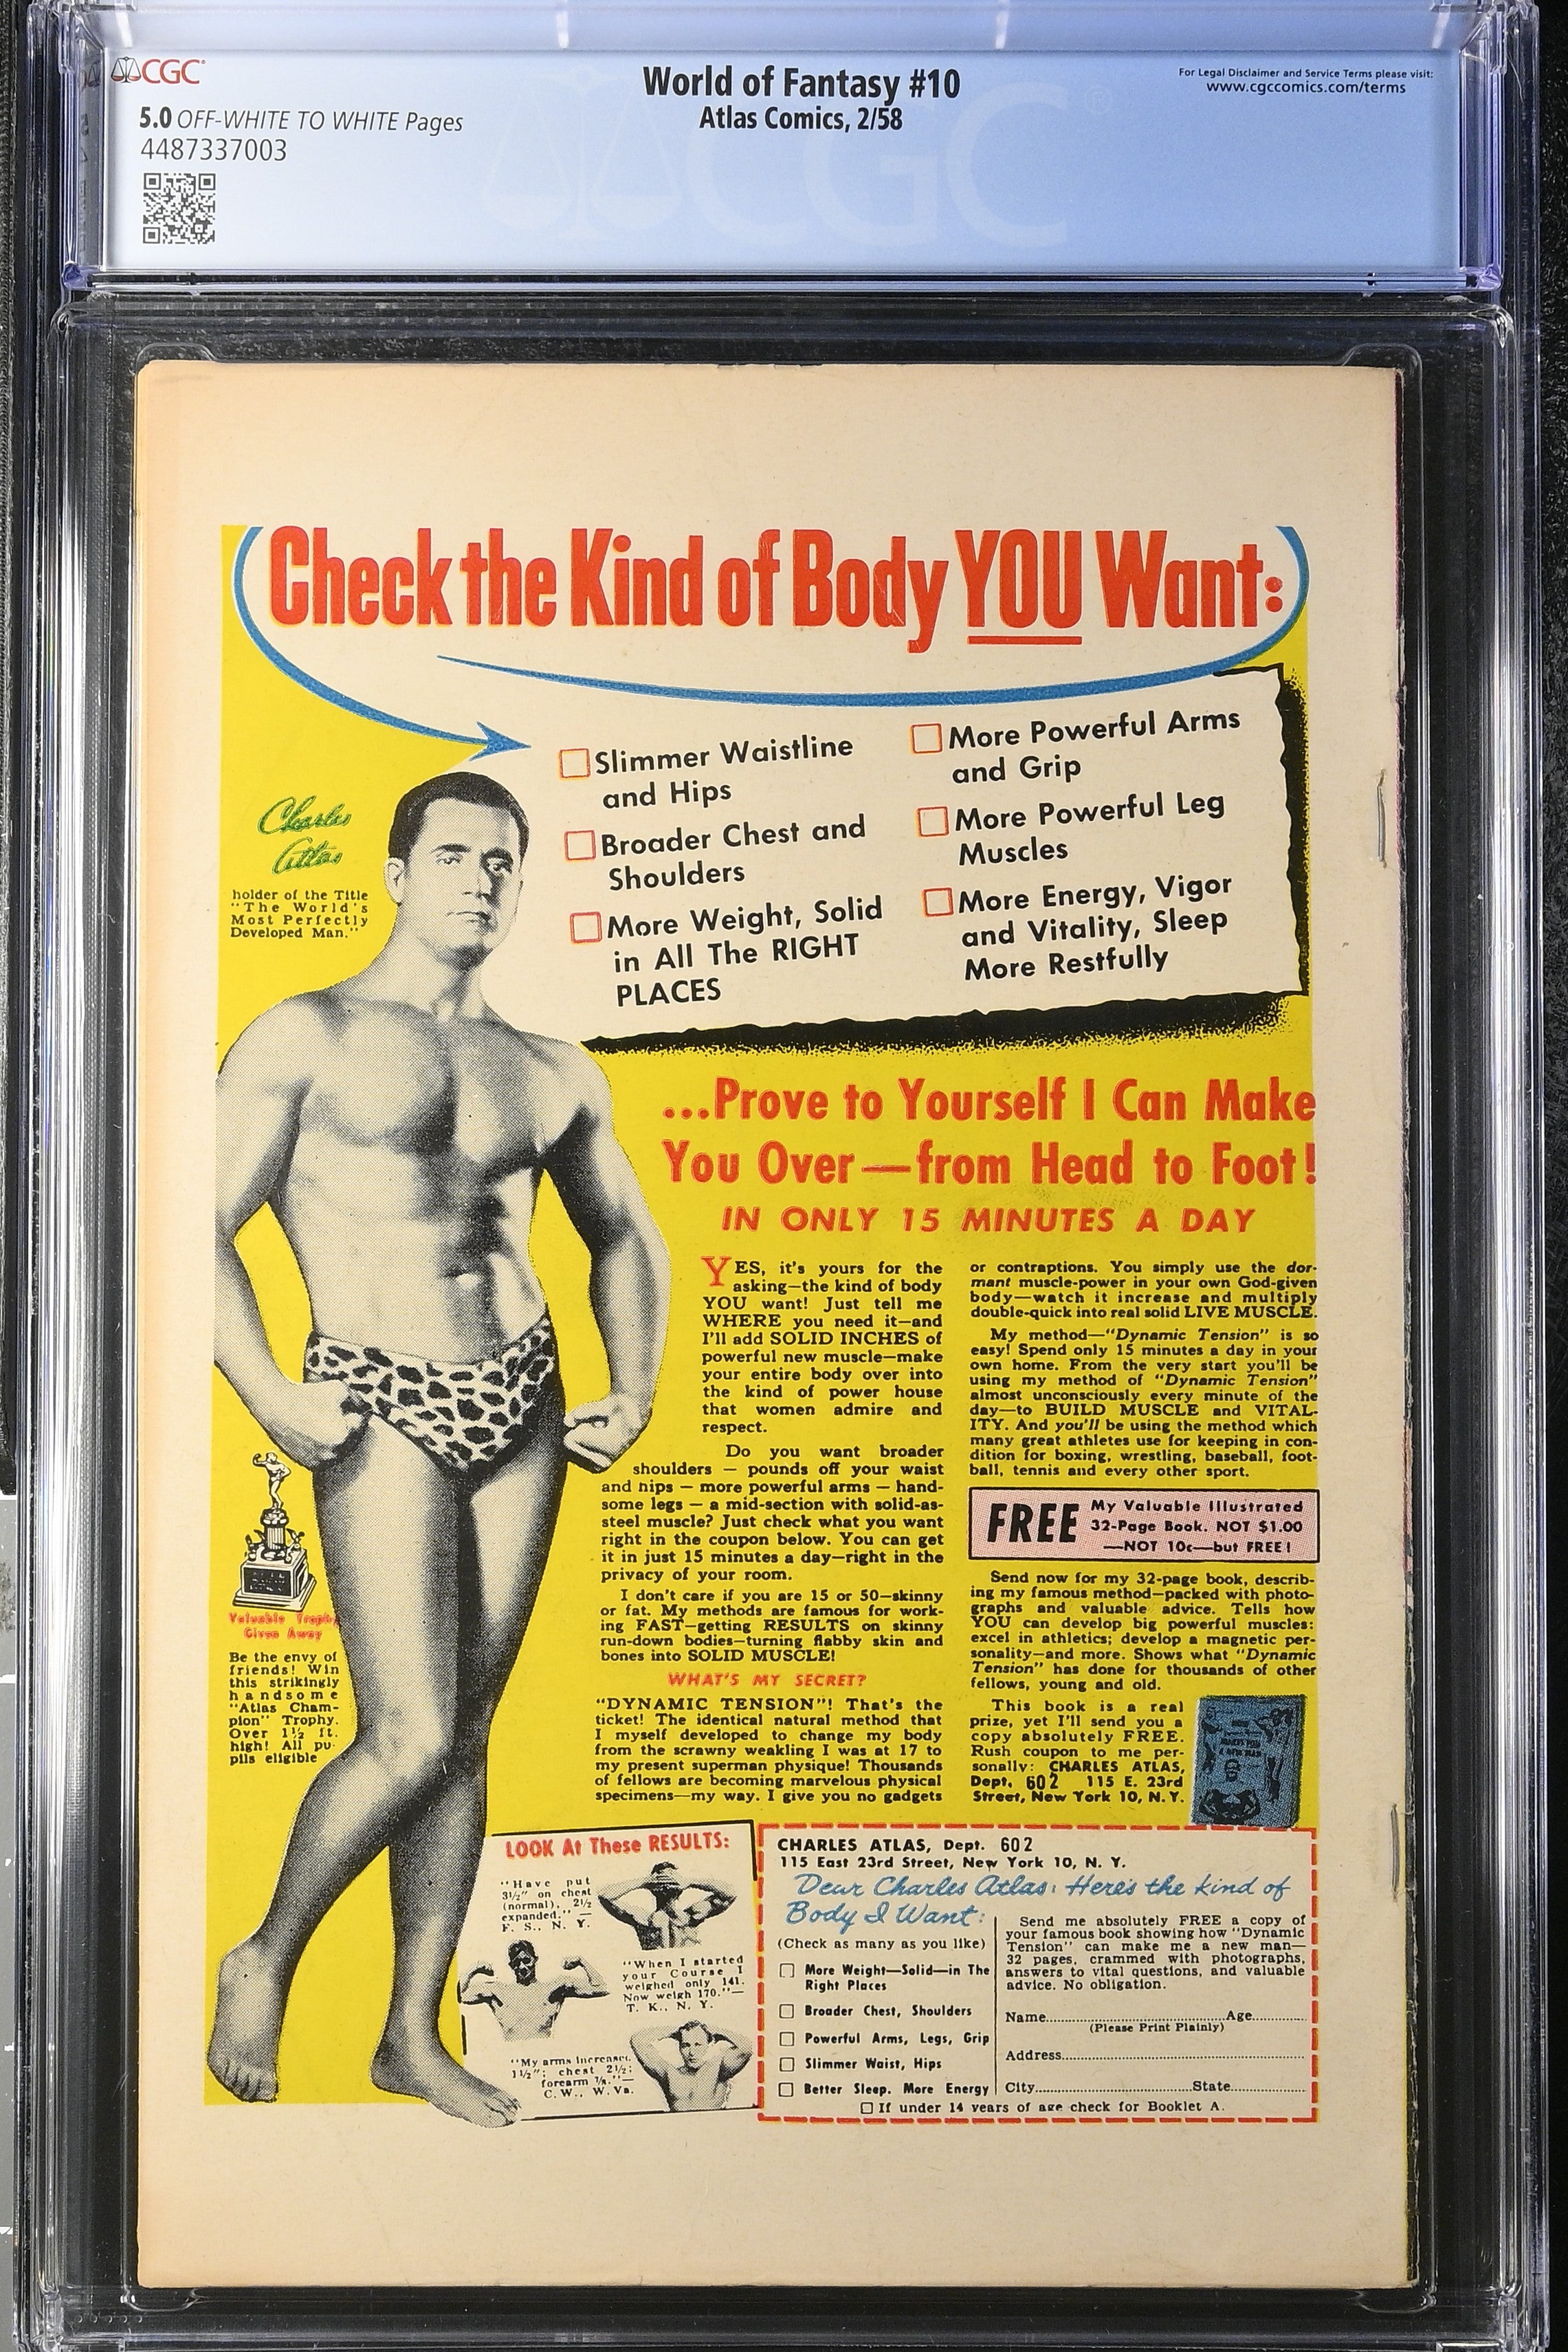 CGC
World of Fantasy #10
Atlas Comics, 2/58
For Legal Disclaimer and Service Terms please visit:
www.cgccomics.com/terms
5.0 OFF-WHITE TO WHITE Pages
4487337003
CGC
Check the Kind of Body YOU Want:
Slimmer Waistline
and Hips
Broader Chest and
Shoulders
More Weight, Solid
in All The RIGHT
PLACES
More Powerful Arms
and Grip
More Powerful Leg
Muscles
More Energy, Vigor
and Vitality, Sleep
More Restfully
Charles
Atlas
holder of the Title
"The World's
Most Perfectly
Developed Man."
...Prove to Yourself I Can Make
You Over—from Head to Foot!
IN ONLY 15 MINUTES A DAY
YES, it's yours for the
asking—the kind of body
YOU want! Just tell me
WHERE you need it—and
I'll add SOLID INCHES of
powerful new muscle—make
your entire body over into
the kind of power house
that women admire and
respect.
Do you want broader
shoulders — pounds off your waist
and hips — more powerful arms — hand-
some legs — a mid-section with solid-as-
steel muscle? Just check what you want
right in the coupon below. You can get
it in just 15 minutes a day—right in the
privacy of your room.
I don't care if you are 15 or 50—skinny
or fat. My methods are famous for work-
ing FAST—getting RESULTS on skinny
run-down bodies—turning flabby skin and
bones into SOLID MUSCLE!
WHAT'S MY SECRET?
"DYNAMIC TENSION"! That's the
ticket! The identical natural method that
I myself developed to change my body
from the scrawny weakling I was at 17 to
my present superman physique! Thousands
of fellows are becoming marvelous physical
specimens—my way. I give you no gadgets
or contraptions. You simply use the dor-
mant muscle-power in your own God-given
body—watch it increase and multiply
double-quick into real solid LIVE MUSCLE.
My method—"Dynamic Tension" is so
easy! Spend only 15 minutes a day in your
own home. From the very start you'll be
using my method of "Dynamic Tension"
almost unconsciously every minute of the
day—to BUILD MUSCLE and VITAL-
ITY. And you'll be using the method which
many great athletes use for keeping in con-
dition for boxing, wrestling, baseball, foot-
ball, tennis and every other sport.
FREE My Valuable Illustrated
32-Page Book. NOT $1.00
—NOT 10c—but FREE!
Send now for my 32-page book, describ-
ing my famous method—packed with photo-
graphs and valuable advice. Tells how
YOU can develop big powerful muscles:
excel in athletics; develop a magnetic per-
sonality—and more. Shows what "Dynamic
Tension" has done for thousands of other
fellows, young and old.
This book is a real
prize, yet I'll send you a
copy absolutely FREE.
Rush coupon to me per-
sonally: CHARLES ATLAS,
Dept. 602 115 E. 23rd
Street, New York 10, N.Y.
Valuable Trophy
Given Away
Be the envy of
friends! Win
this strikingly
handsome
"Atlas Cham-
pion" Trophy.
Over 1½ ft.
high! All pu-
pils eligible
LOOK At These RESULTS:
"Have put
3½" on chest
(normal), 2½
expanded." —
F. S., N. Y.
"When I started
your Course I
weighed only 141.
Now weigh 170."—
T. K., N. Y.
"My arms increased
1½"; chest 2½;
forearm ⅞."—
C.W., W. Va.
CHARLES ATLAS, Dept. 602
115 East 23rd Street, New York 10, N. Y.
Dear Charles Atlas: Here's the Kind of
Body I Want:
(Check as many as you like)
More Weight—Solid—in The
Right Places
Broader Chest, Shoulders
Powerful Arms, Legs, Grip
Slimmer Waist, Hips
Better Sleep, More Energy
Send me absolutely FREE a copy of
your famous book showing how "Dynamic
Tension" can make me a new man—
32 pages, crammed with photographs,
answers to vital questions, and valuable
advice. No obligation.
Name.....Age.....
(Please Print Plainly)
Address.....
City.....State.....
If under 14 years of age check for Booklet A.